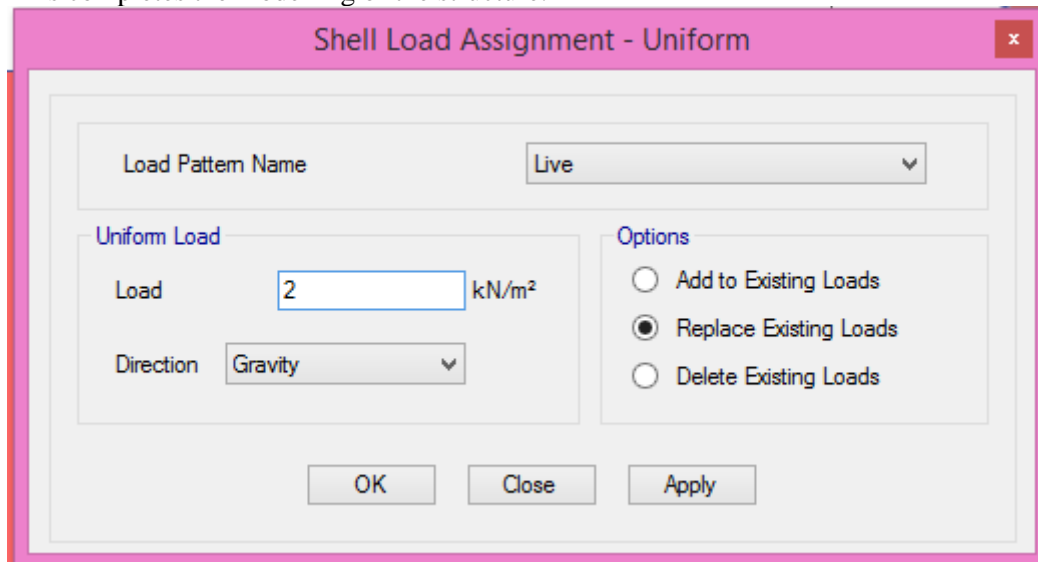 Shell Load Assignment - Uniform
x
Load Pattern Name
Live
Uniform Load
Load
2
kN/m²
Direction
Gravity
Options
Add to Existing Loads
Replace Existing Loads
Delete Existing Loads
OK
Close
Apply